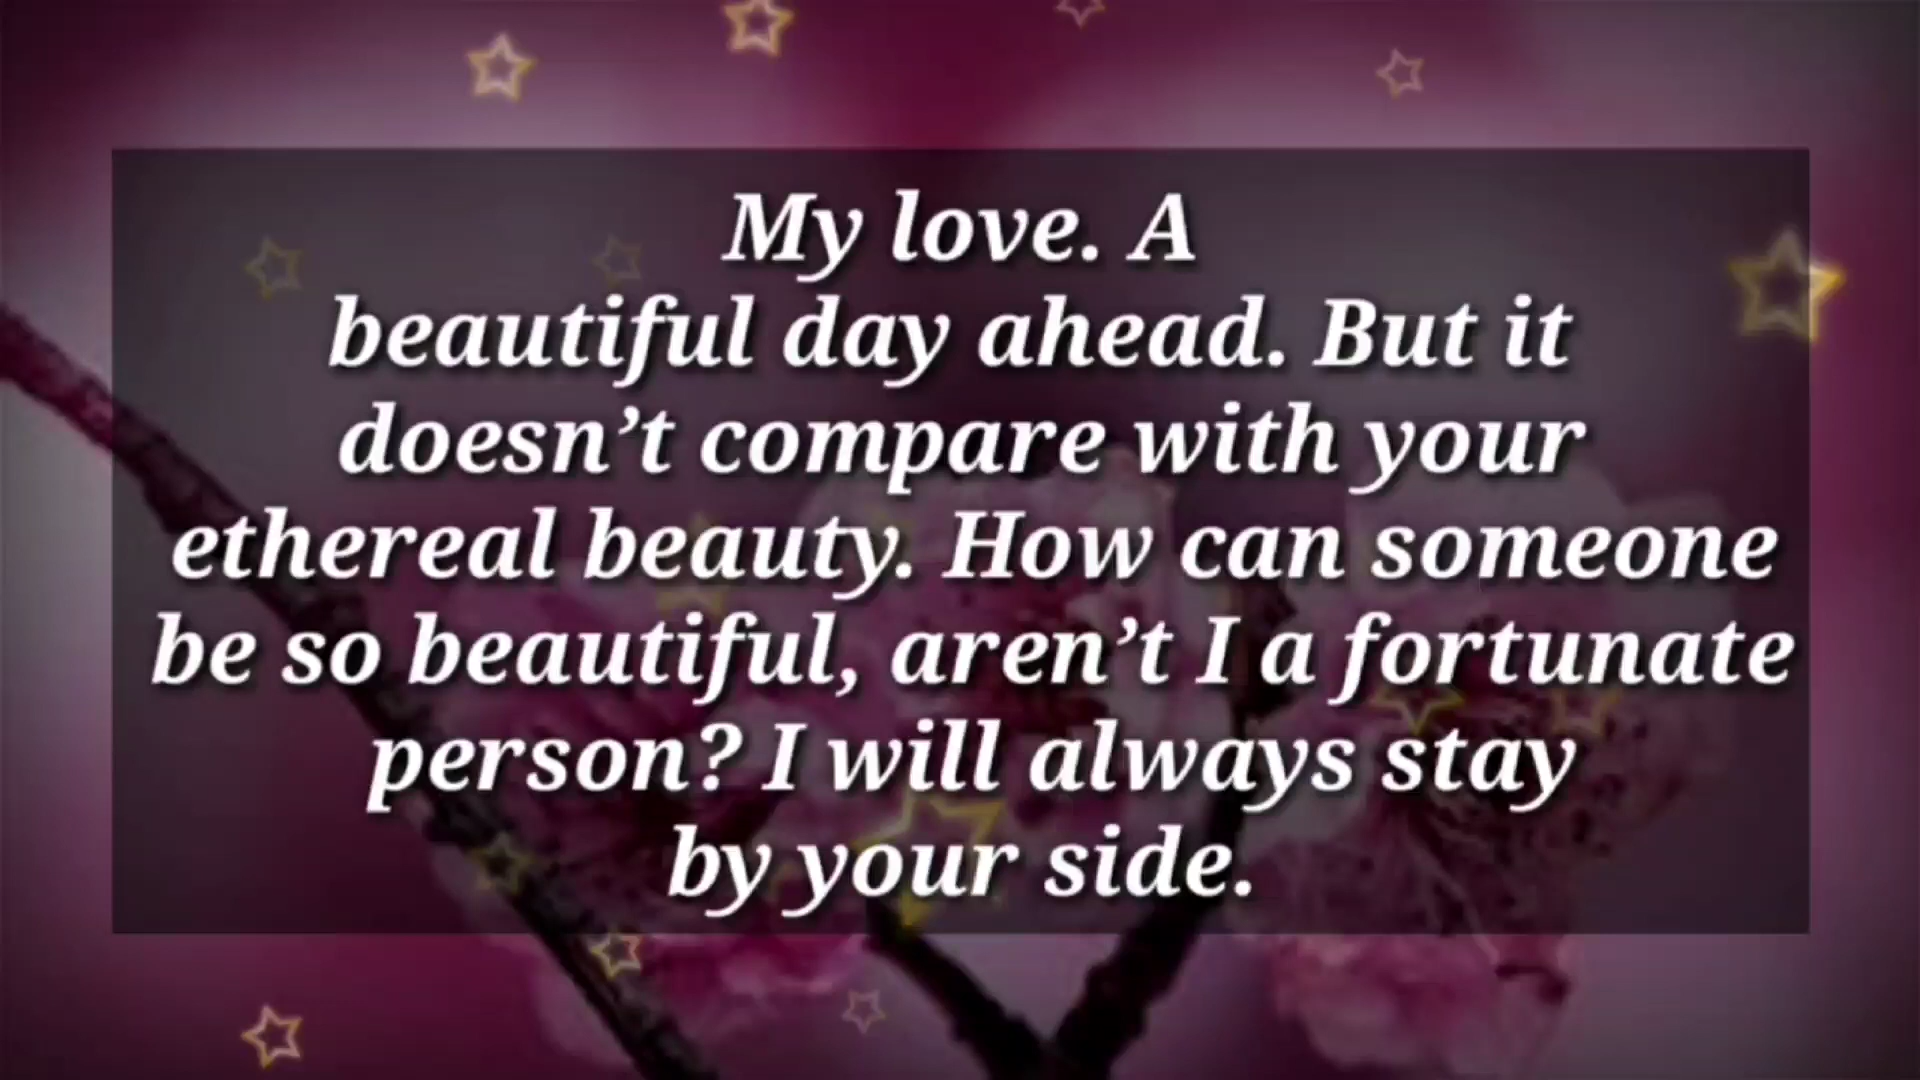 My love. A
beautiful day ahead. But it
doesn’t compare with your
ethereal beauty. How can someone
be so beautiful, aren’t I a fortunate
person? I will always stay
by your side.